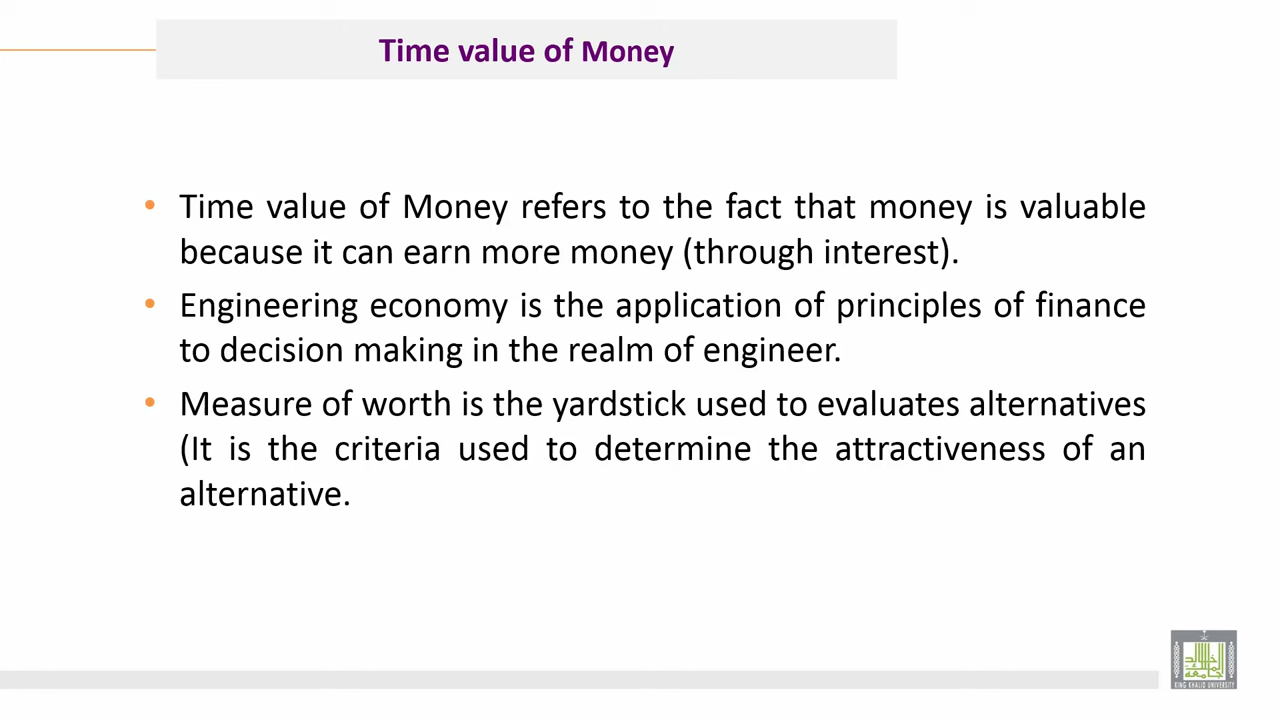 Time value of Money
• Time value of Money refers to the fact that money is valuable
because it can earn more money (through interest).
• Engineering economy is the application of principles of finance
to decision making in the realm of engineer.
• Measure of worth is the yardstick used to evaluates alternatives
(It is the criteria used to determine the attractiveness of an
alternative.
KING KHALID UNIVERSITY